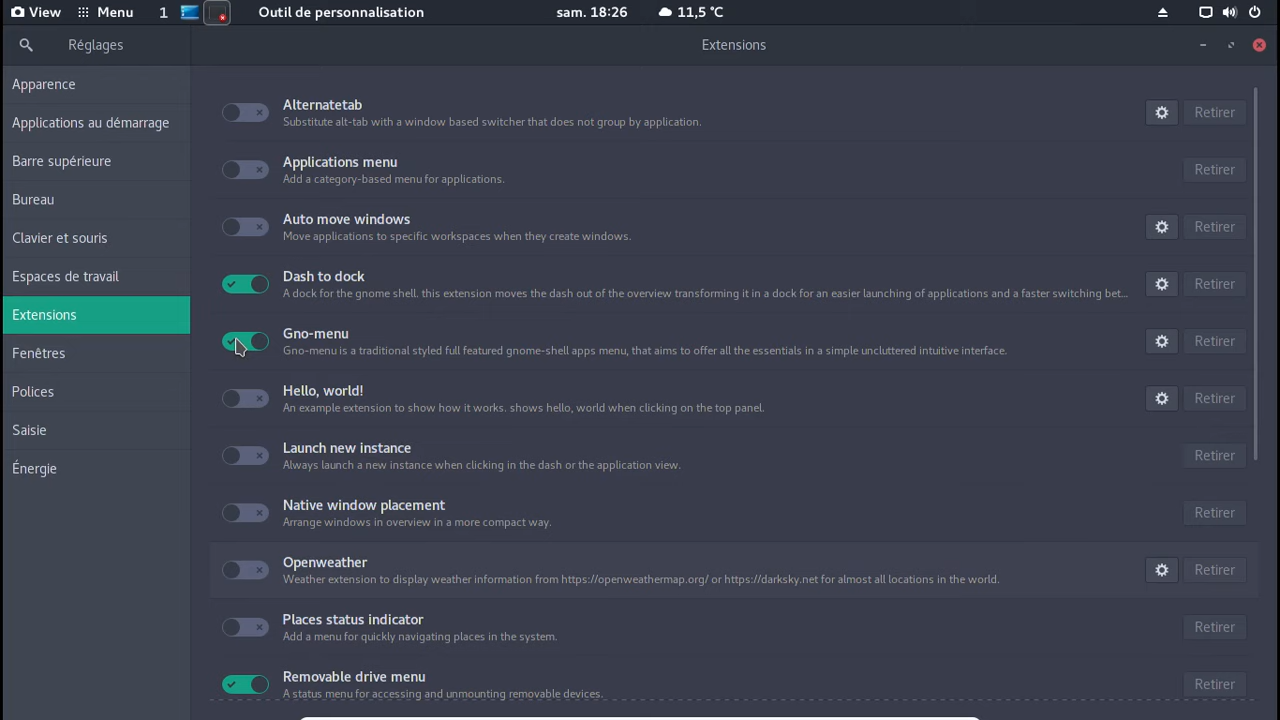 View Menu 1 Outil de personnalisation sam. 18:26 11,5 °C
Réglages Extensions
Apparence
Applications au démarrage
Barre supérieure
Bureau
Clavier et souris
Espaces de travail
Extensions
Fenêtres
Polices
Saisie
Énergie
Alternatetab
Substitute alt-tab with a window based switcher that does not group by application.
Retirer
Applications menu
Add a category-based menu for applications.
Retirer
Auto move windows
Move applications to specific workspaces when they create windows.
Retirer
Dash to dock
A dock for the gnome shell. this extension moves the dash out of the overview transforming it in a dock for an easier launching of applications and a faster switching bet...
Retirer
Gno-menu
Gno-menu is a traditional styled full featured gnome-shell apps menu, that aims to offer all the essentials in a simple uncluttered intuitive interface.
Retirer
Hello, world!
An example extension to show how it works. shows hello, world when clicking on the top panel.
Retirer
Launch new instance
Always launch a new instance when clicking in the dash or the application view.
Retirer
Native window placement
Arrange windows in overview in a more compact way.
Retirer
Openweather
Weather extension to display weather information from https://openweathermap.org/ or https://darksky.net for almost all locations in the world.
Retirer
Places status indicator
Add a menu for quickly navigating places in the system.
Retirer
Removable drive menu
A status menu for accessing and unmounting removable devices.
Retirer